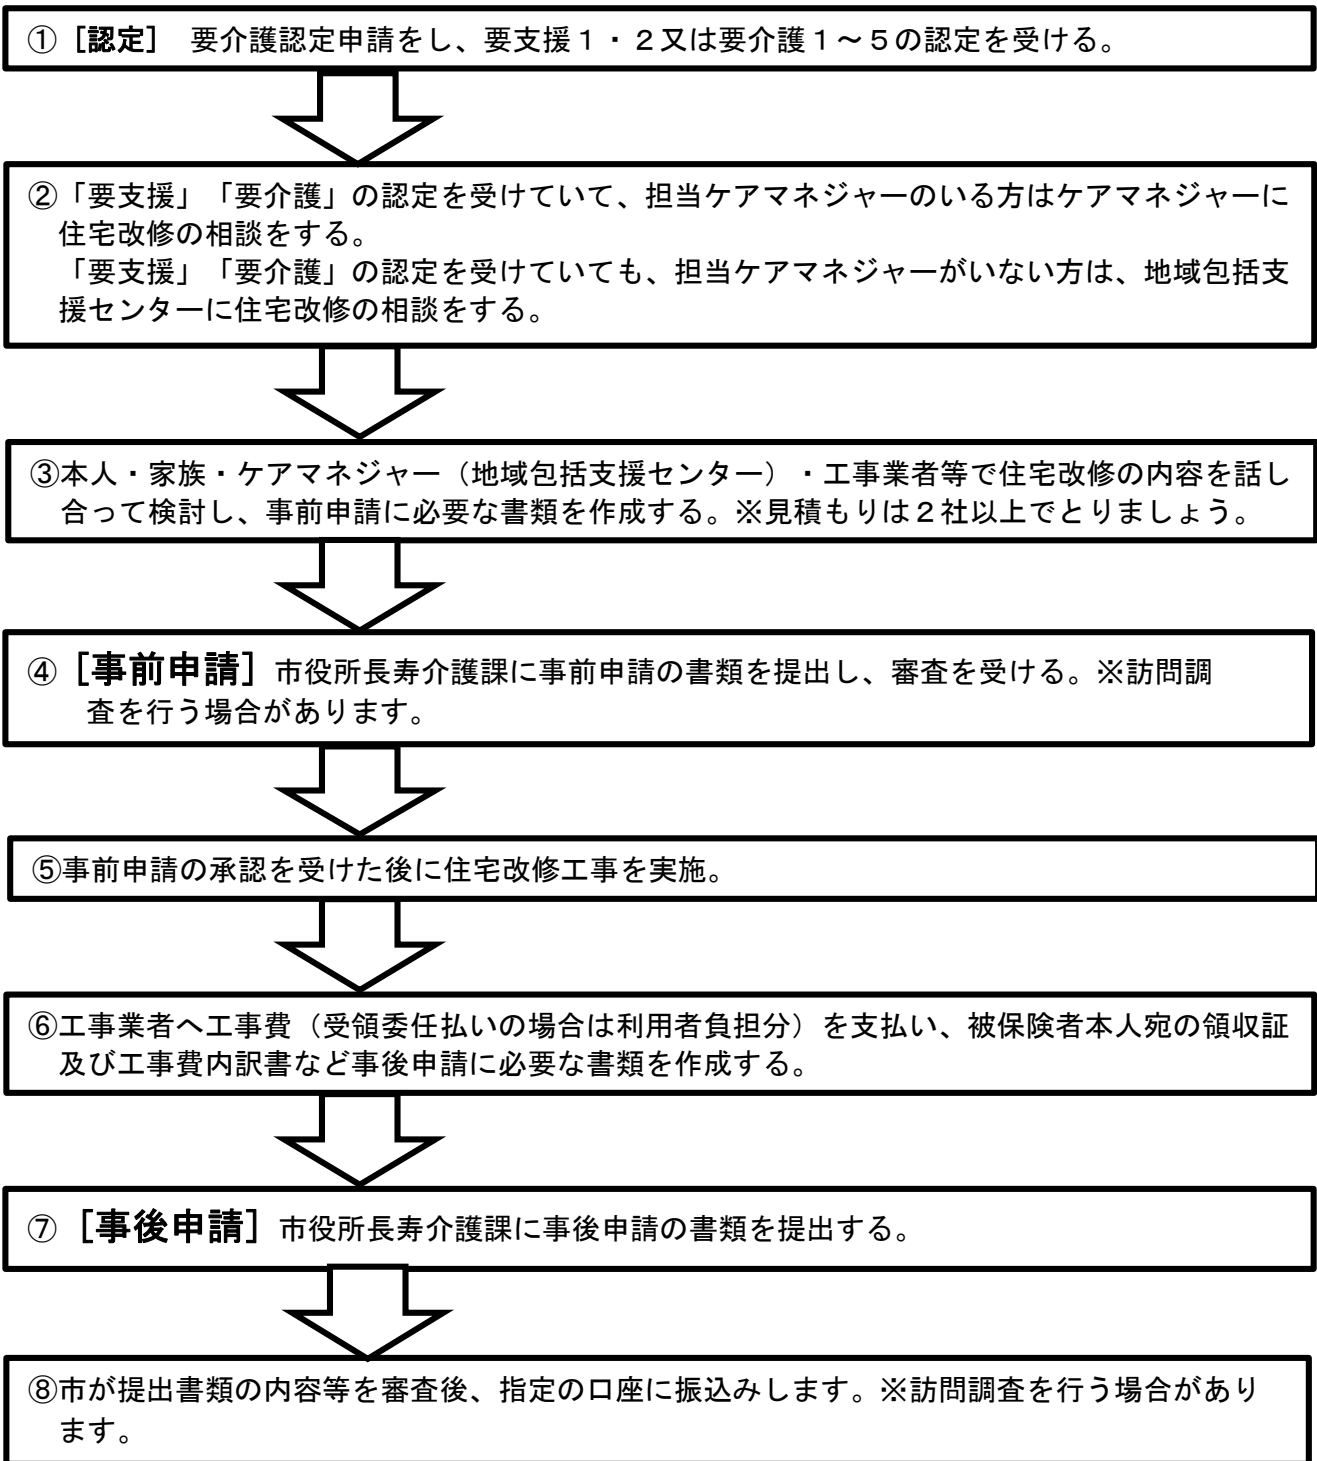 ①［認定］　要介護認定申請をし、要支援１・２又は要介護１～５の認定を受ける。
②「要支援」「要介護」の認定を受けていて、担当ケアマネジャーのいる方はケアマネジャーに
住宅改修の相談をする。
「要支援」「要介護」の認定を受けていても、担当ケアマネジャーがいない方は、地域包括支
援センターに住宅改修の相談をする。
③本人・家族・ケアマネジャー（地域包括支援センター）・工事業者等で住宅改修の内容を話し
合って検討し、事前申請に必要な書類を作成する。※見積もりは２社以上でとりましょう。
④［事前申請］市役所長寿介護課に事前申請の書類を提出し、審査を受ける。※訪問調
査を行う場合があります。
⑤事前申請の承認を受けた後に住宅改修工事を実施。
⑥工事業者へ工事費（受領委任払いの場合は利用者負担分）を支払い、被保険者本人宛の領収証
及び工事費内訳書など事後申請に必要な書類を作成する。
⑦［事後申請］市役所長寿介護課に事後申請の書類を提出する。
⑧市が提出書類の内容等を審査後、指定の口座に振込みします。※訪問調査を行う場合があり
ます。